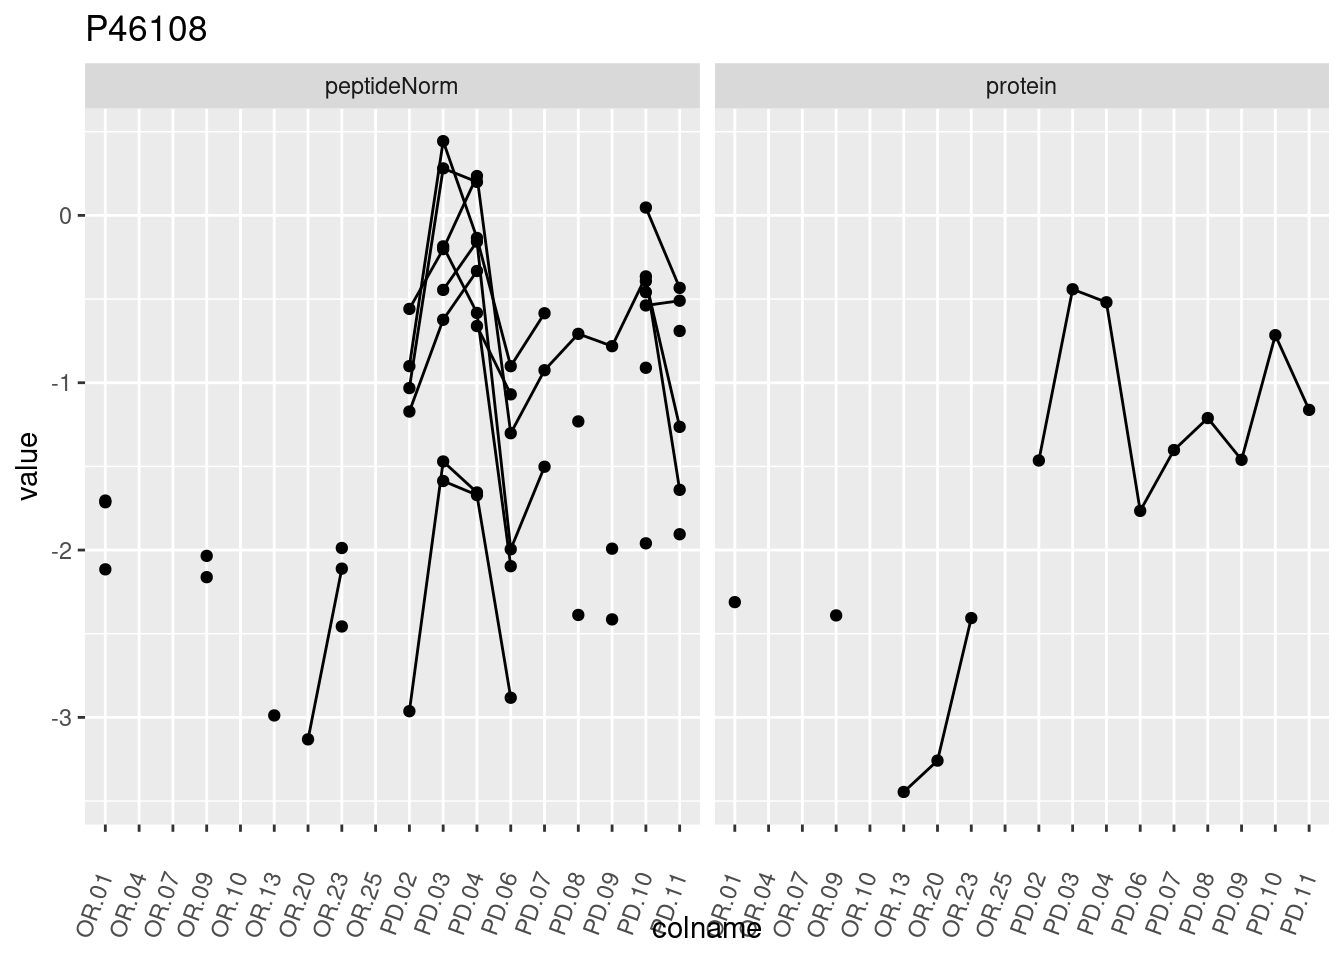 P46108
peptideNorm protein
value
0
-1
-2
-3
OR.01 OR.04 OR.07 OR.09 OR.10 OR.13 OR.20 OR.23 OR.25 PD.02 PD.03 PD.04 PD.06 PD.07 PD.08 PD.09 PD.10 PD.11 OR.01 OR.04 OR.07 OR.09 OR.10 OR.13 OR.20 OR.23 OR.25 PD.02 PD.03 PD.04 PD.06 PD.07 PD.08 PD.09 PD.10 PD.11
colname